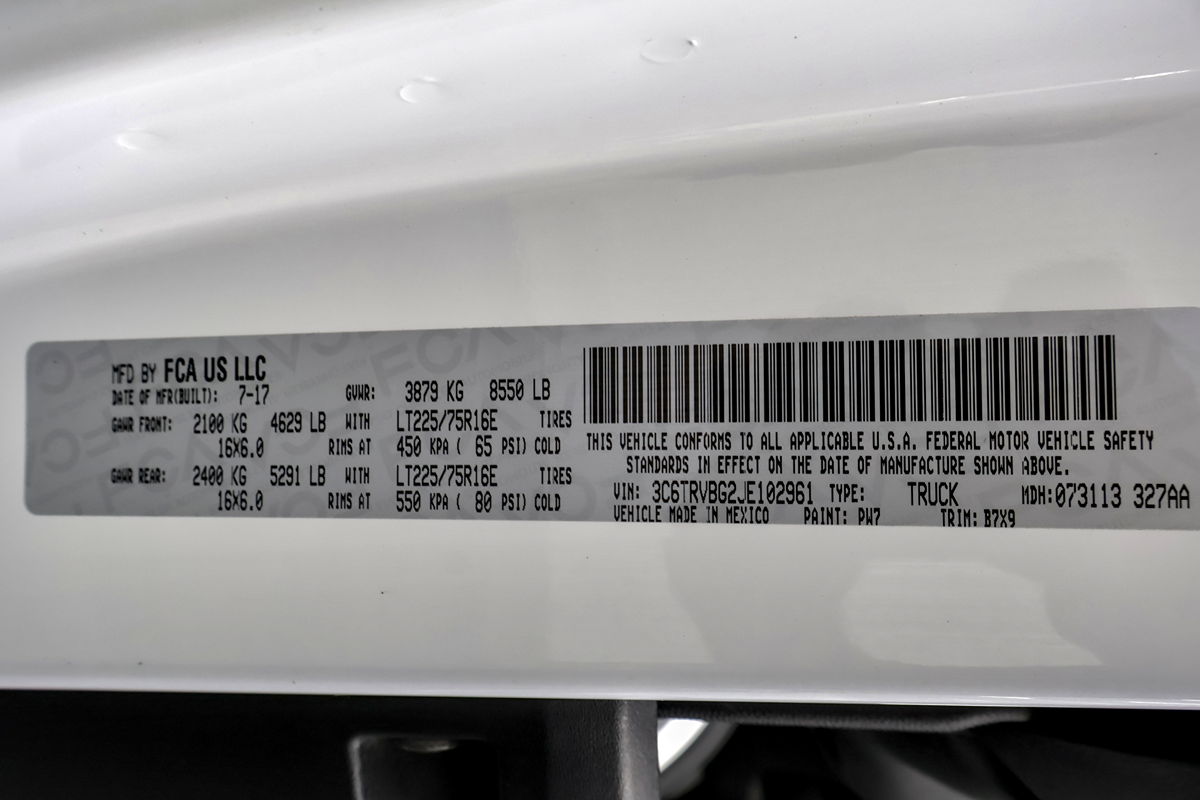 MFD BY FCA US LLC
DATE OF MFR(BUILT): 7-17 GVWR: 3879 KG 8550 LB
GAWR FRONT: 2100 KG 4629 LB WITH LT225/75R16E TIRES
16X6.0 RIMS AT 450 KPA ( 65 PSI) COLD
GAWR REAR: 2400 KG 5291 LB WITH LT225/75R16E TIRES
16X6.0 RIMS AT 550 KPA ( 80 PSI) COLD
THIS VEHICLE CONFORMS TO ALL APPLICABLE U.S.A. FEDERAL MOTOR VEHICLE SAFETY
STANDARDS IN EFFECT ON THE DATE OF MANUFACTURE SHOWN ABOVE.
VIN: 3C6TRVBG2JE102961 TYPE: TRUCK MDH: 073113 327AA
VEHICLE MADE IN MEXICO PAINT: PW7 TRIM: B7X9